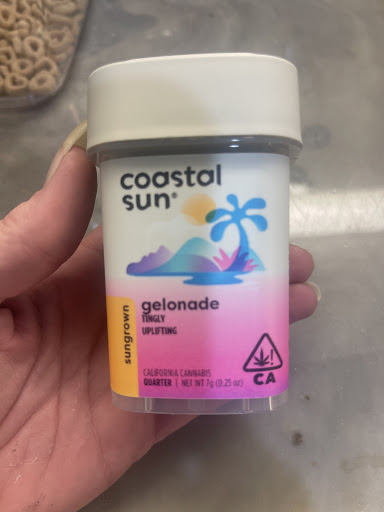 coastal
sun®
sungrown
gelonade
TINGLY
UPLIFTING
CALIFORNIA CANNABIS
QUARTER | NET WT 7g (0.25 oz)
!
CA